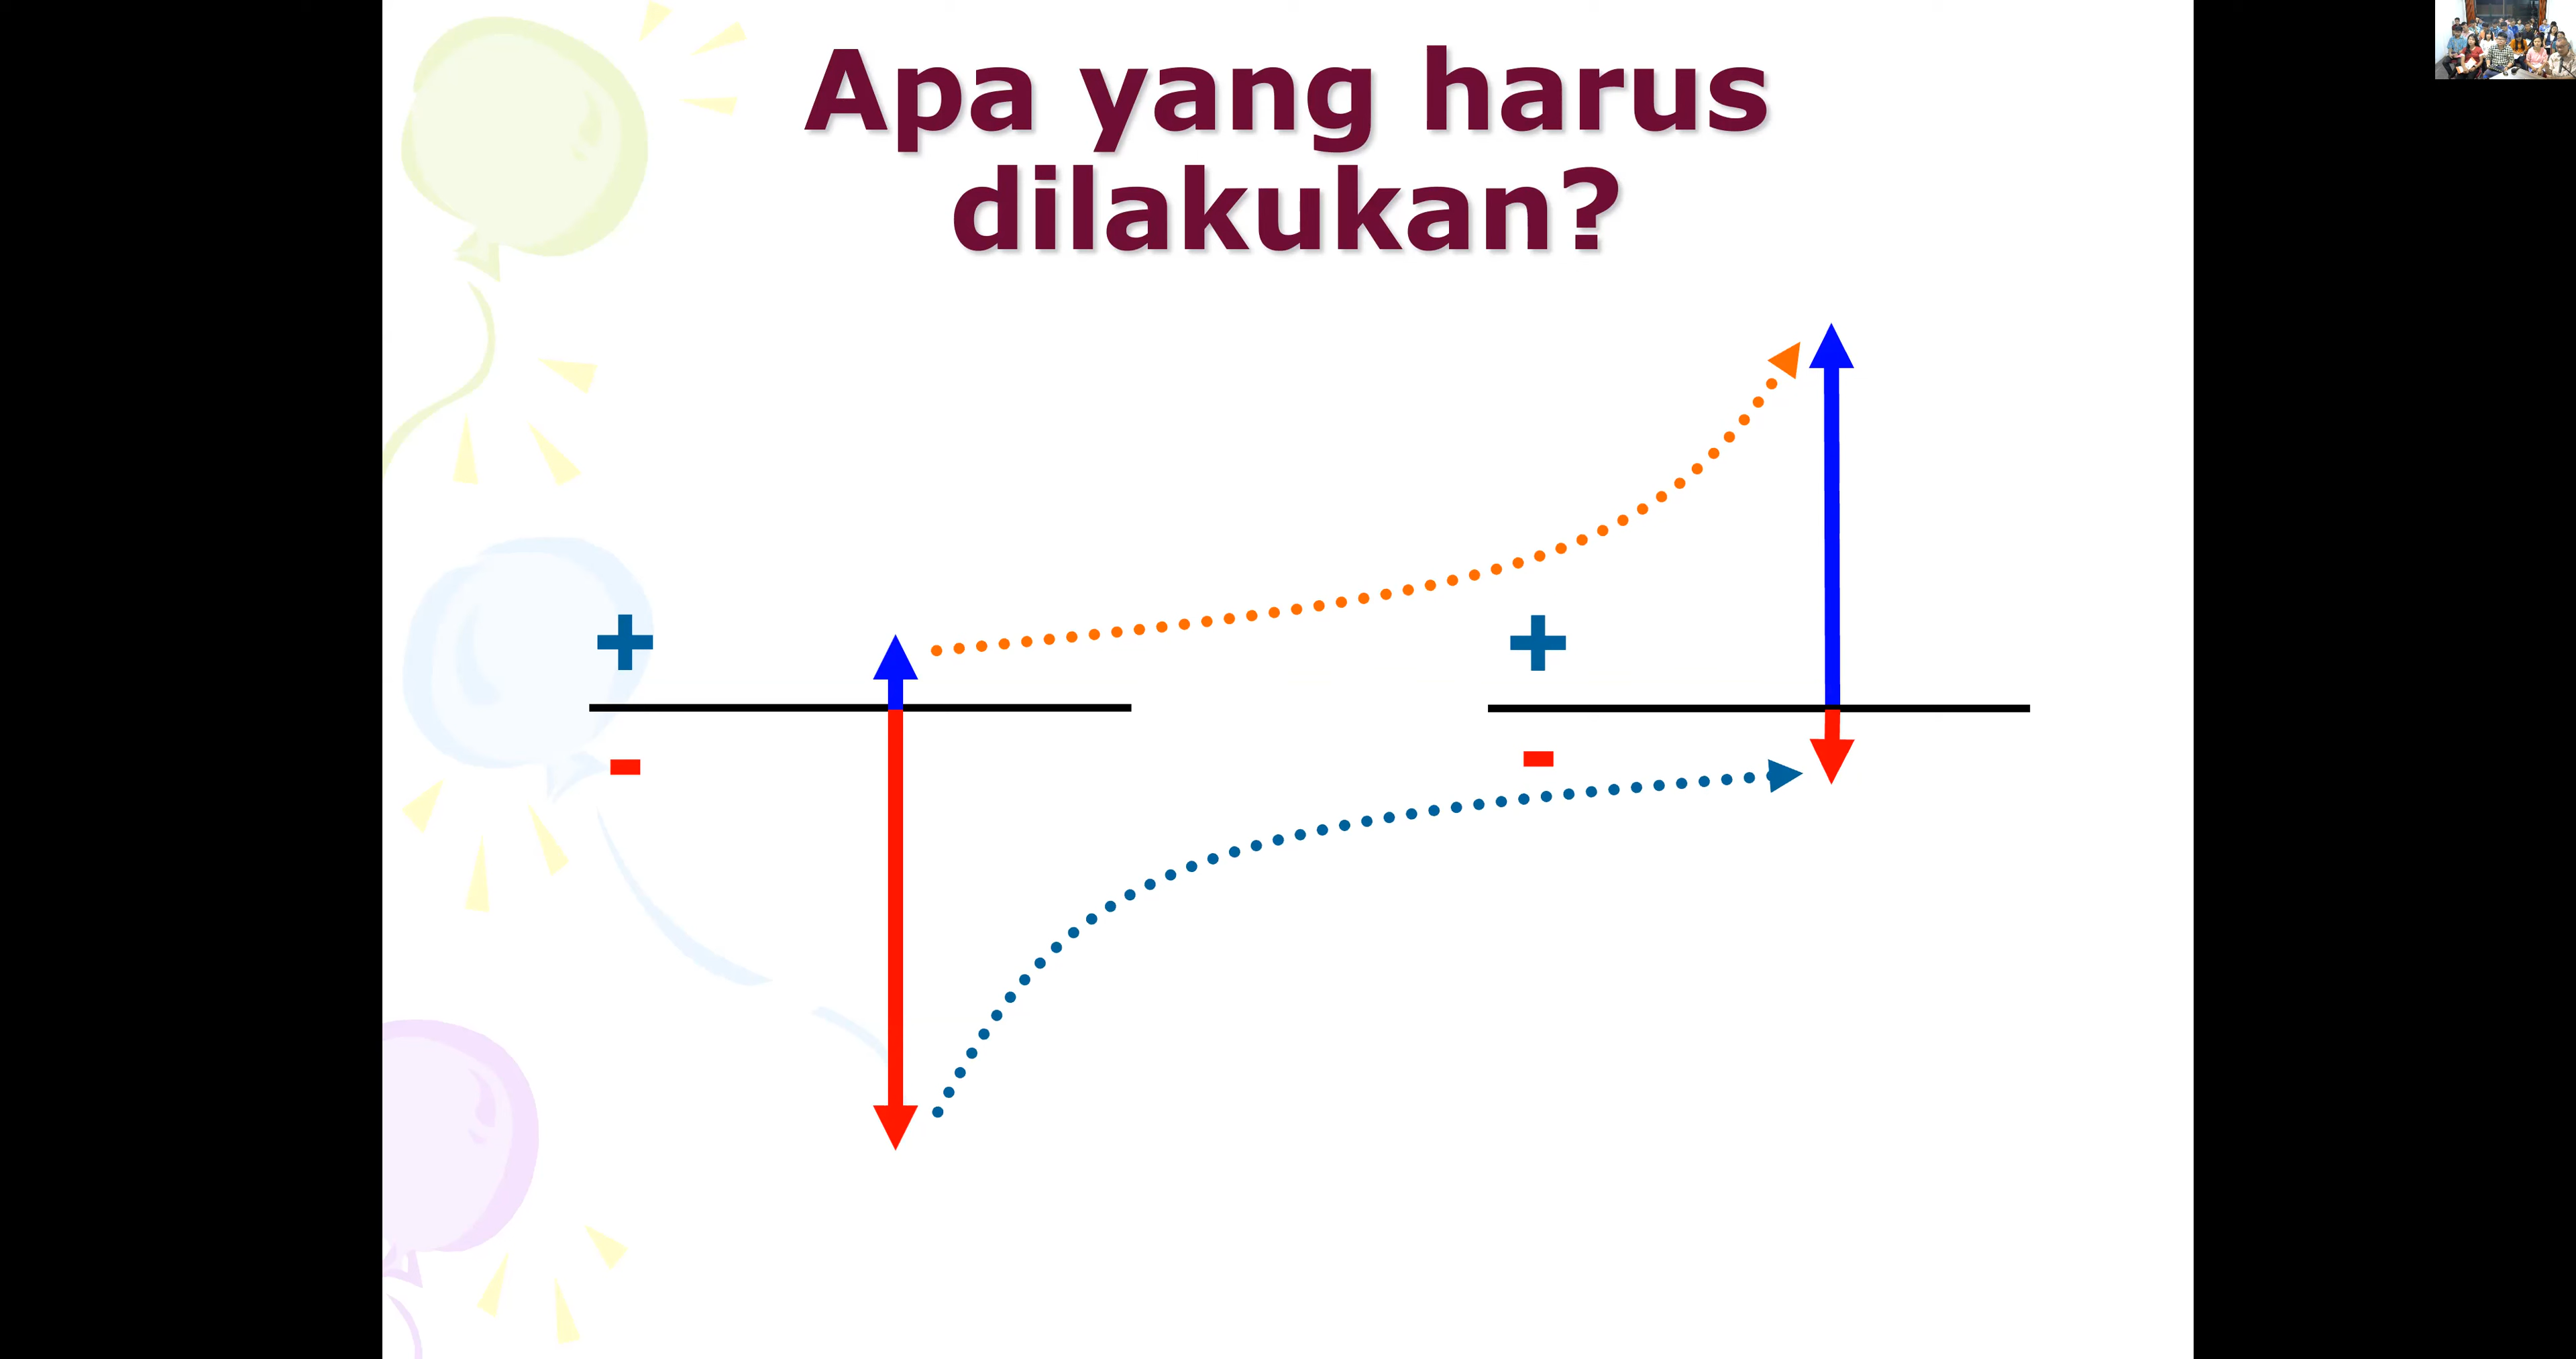 Apa yang harus
dilakukan?
+ +
- -